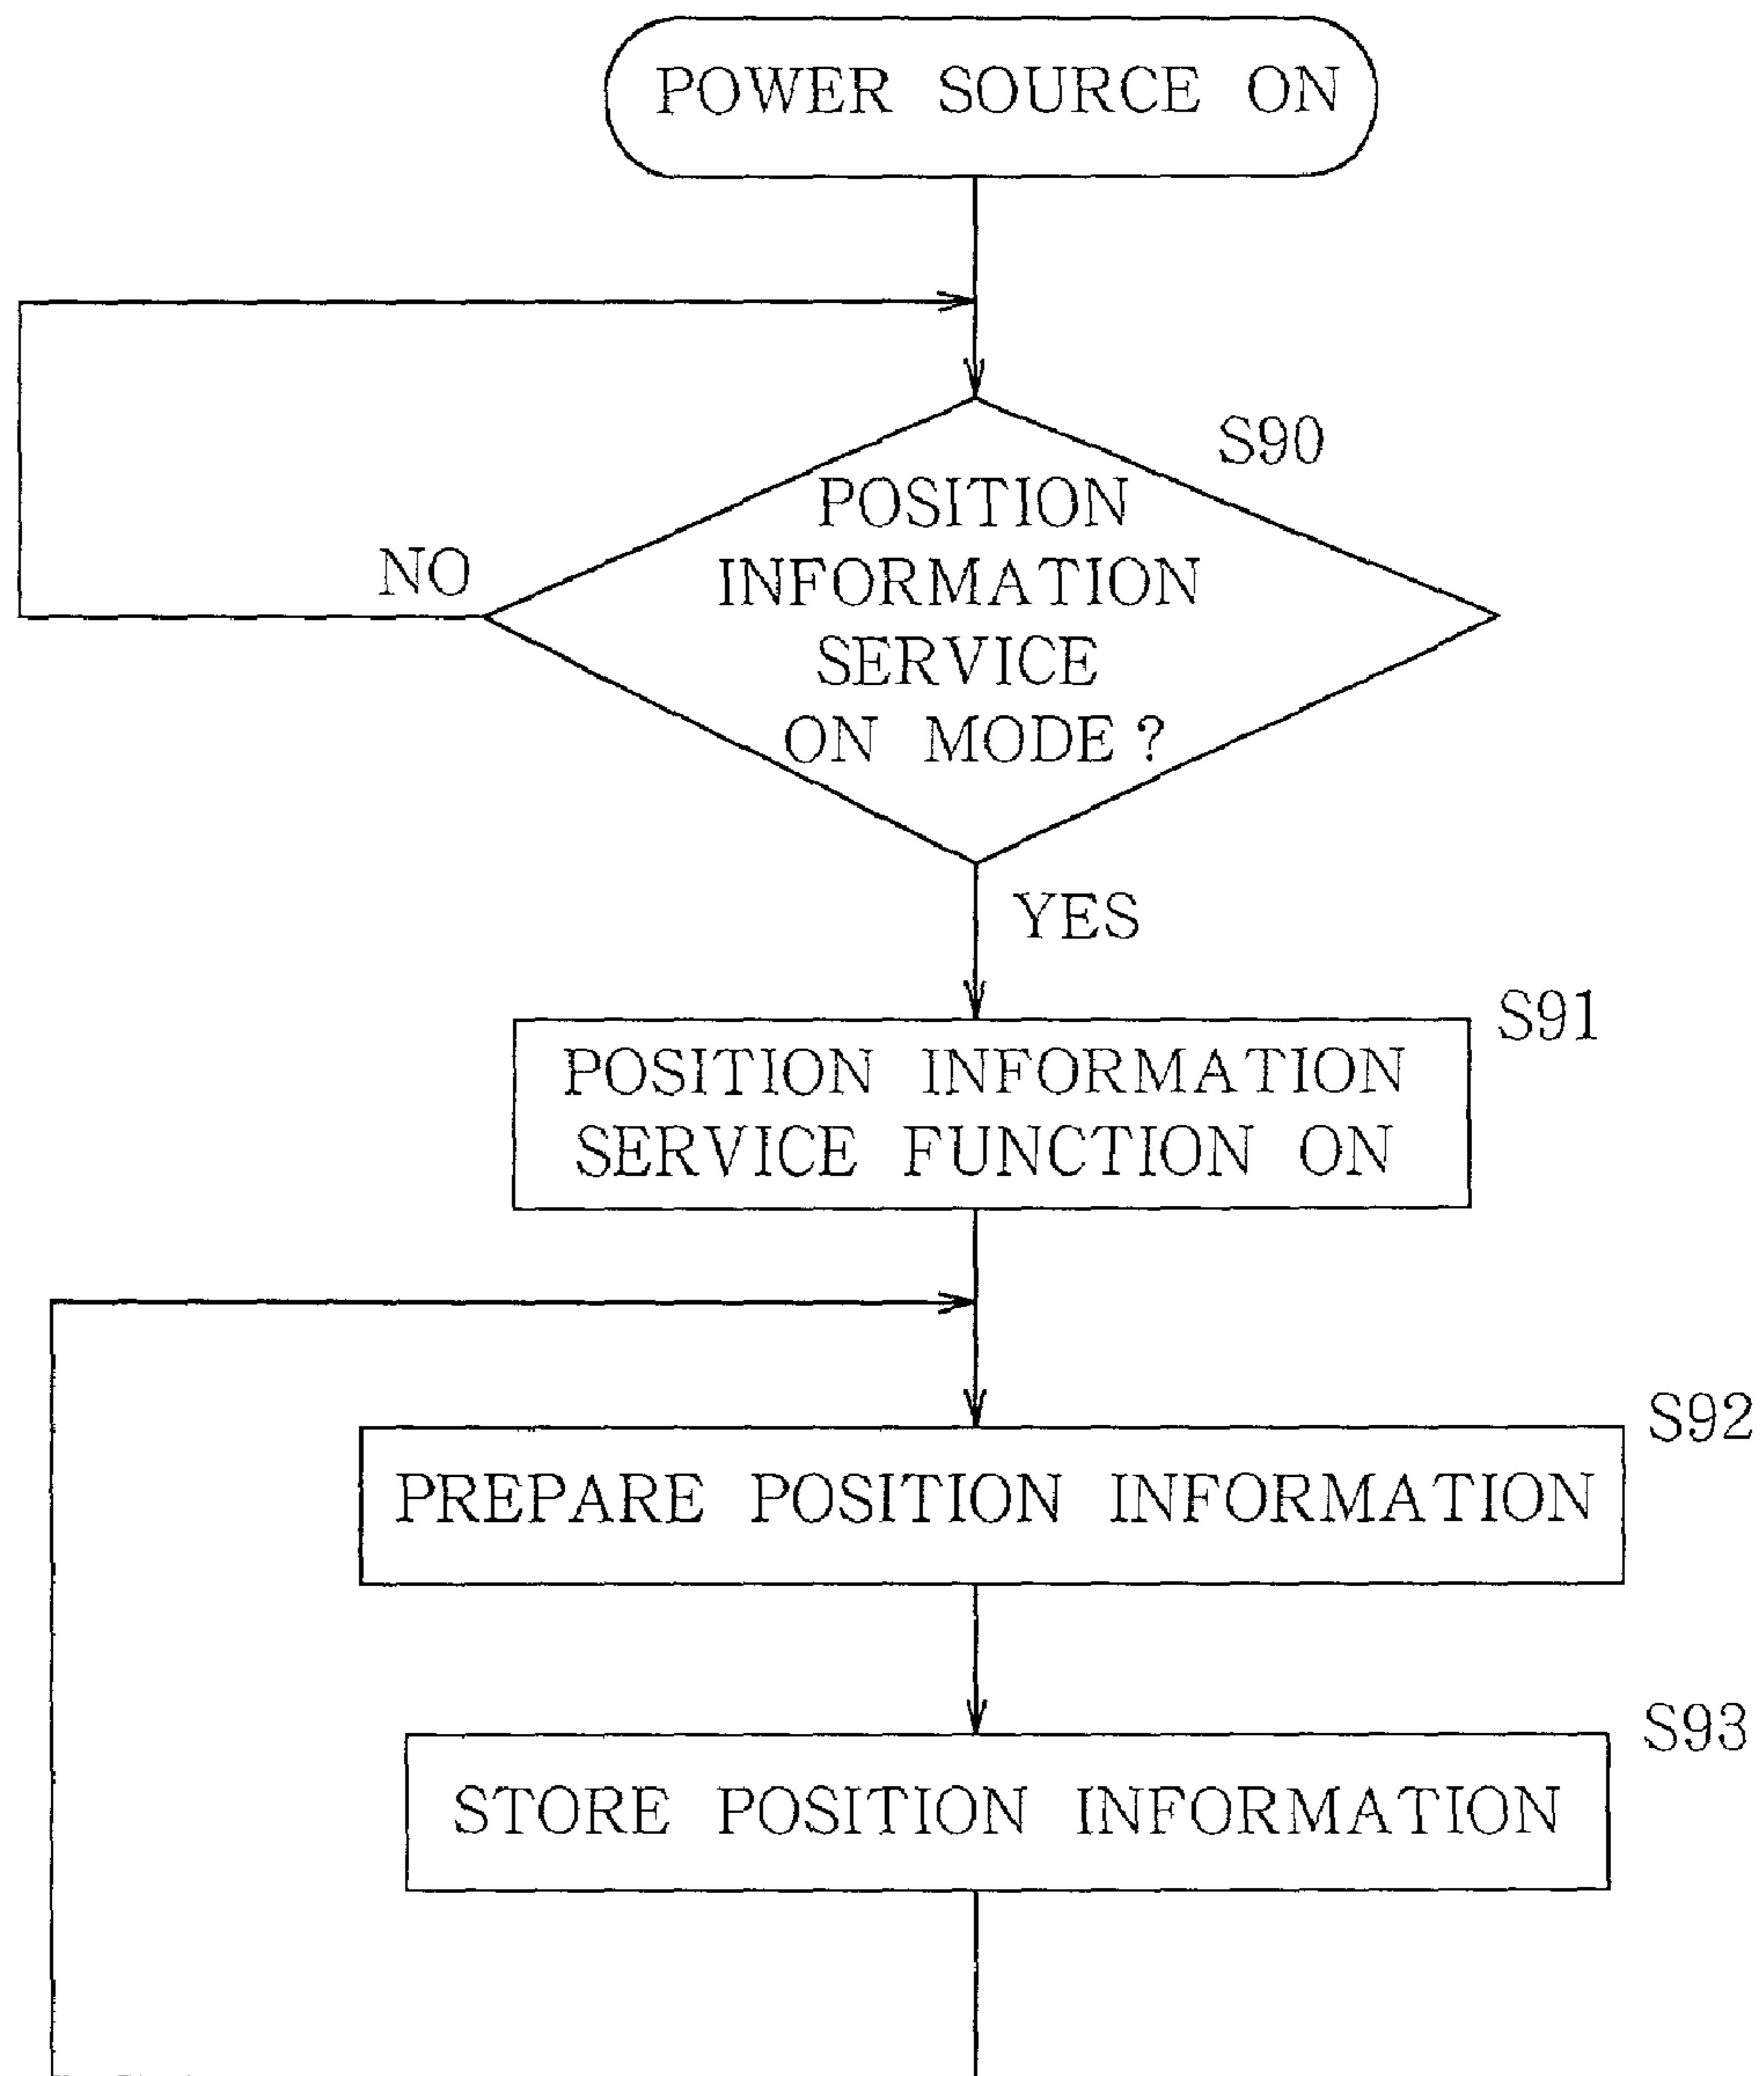 POWER SOURCE ON
S90
POSITION
INFORMATION
SERVICE
ON MODE?
NO
YES
S91
POSITION INFORMATION
SERVICE FUNCTION ON
S92
PREPARE POSITION INFORMATION
S93
STORE POSITION INFORMATION